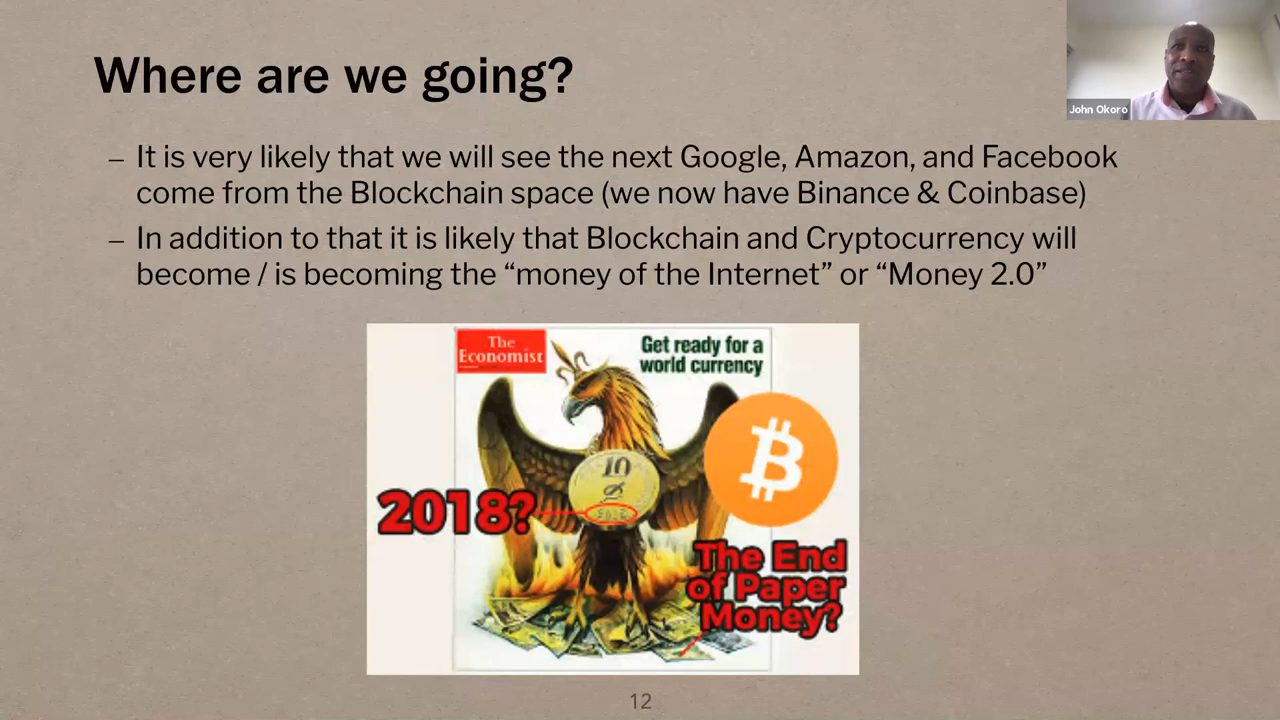 Where are we going?
John Okoro
– It is very likely that we will see the next Google, Amazon, and Facebook
come from the Blockchain space (we now have Binance & Coinbase)
– In addition to that it is likely that Blockchain and Cryptocurrency will
become / is becoming the “money of the Internet” or “Money 2.0”
The
Economist
Get ready for a
world currency
10
2018?
The End
of Paper
Money?
12